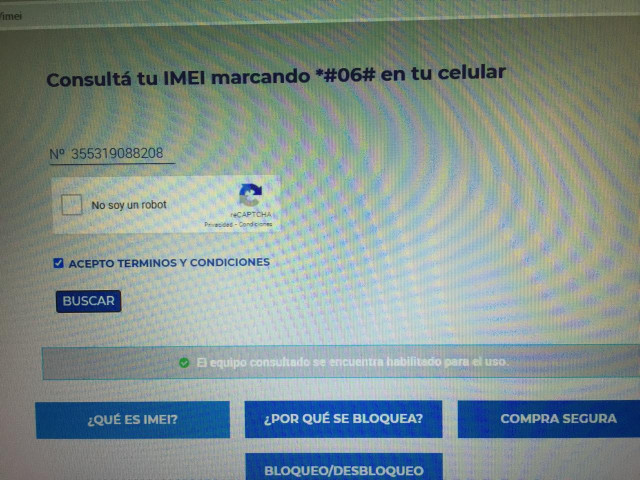 /imei
Consultá tu IMEI marcando *#06# en tu celular
Nº 355319088208
No soy un robot
reCAPTCHA
Privacidad - Condiciones
ACEPTO TERMINOS Y CONDICIONES
BUSCAR
El equipo consultado se encuentra habilitado para el uso.
¿QUÉ ES IMEI?
¿POR QUÉ SE BLOQUEA?
COMPRA SEGURA
BLOQUEO/DESBLOQUEO